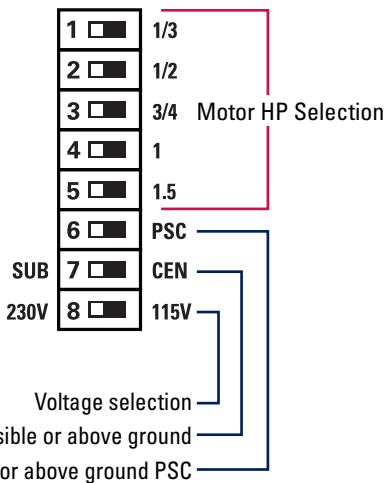 1 1/3
2 1/2
3 3/4 Motor HP Selection
4 1
5 1.5
6 PSC
SUB 7 CEN
230V 8 115V
Voltage selection
or above ground
or above ground PSC